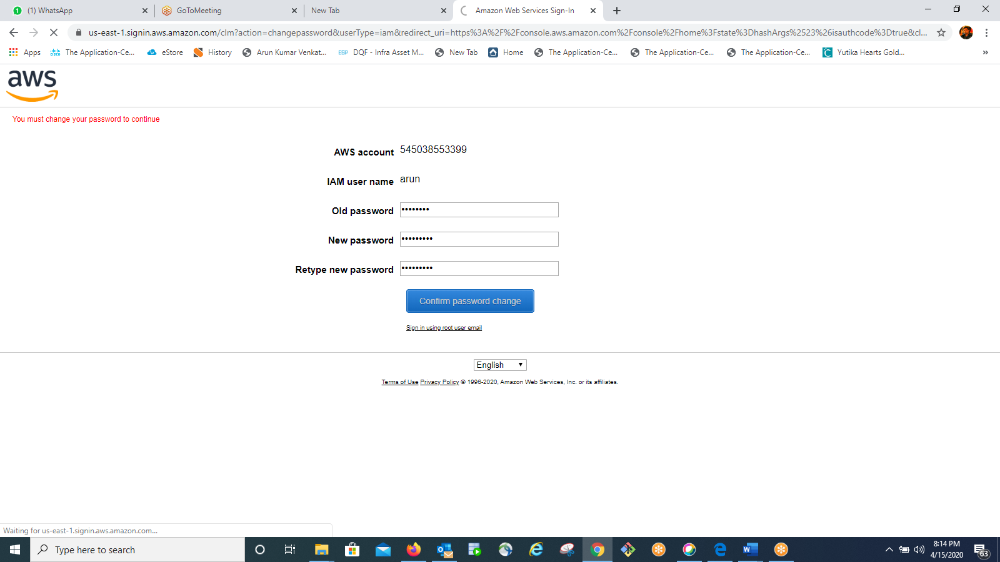 (1) WhatsApp
GoToMeeting
New Tab
Amazon Web Services Sign-In
us-east-1.signin.aws.amazon.com/clm?action=changepassword&userType=iam&redirect_uri=https%3A%2F%2Fconsole.aws.amazon.com%2Fconsole%2Fhome%3Fstate%3DhashArgs%2523%26isauthcode%3Dtrue&cl...
Apps
The Application-Ce...
eStore
History
Arun Kumar Venkat...
DQF - Infra Asset M...
New Tab
Home
The Application-Ce...
The Application-Ce...
The Application-Ce...
Yutika Hearts Gold...
aws
You must change your password to continue
AWS account 545038553399
IAM user name arun
Old password ••••••••
New password •••••••••
Retype new password •••••••••
Confirm password change
Sign in using root user email
English
Terms of Use Privacy Policy © 1996-2020, Amazon Web Services, Inc. or its affiliates.
Waiting for us-east-1.signin.aws.amazon.com...
Type here to search
8:14 PM
4/15/2020
63